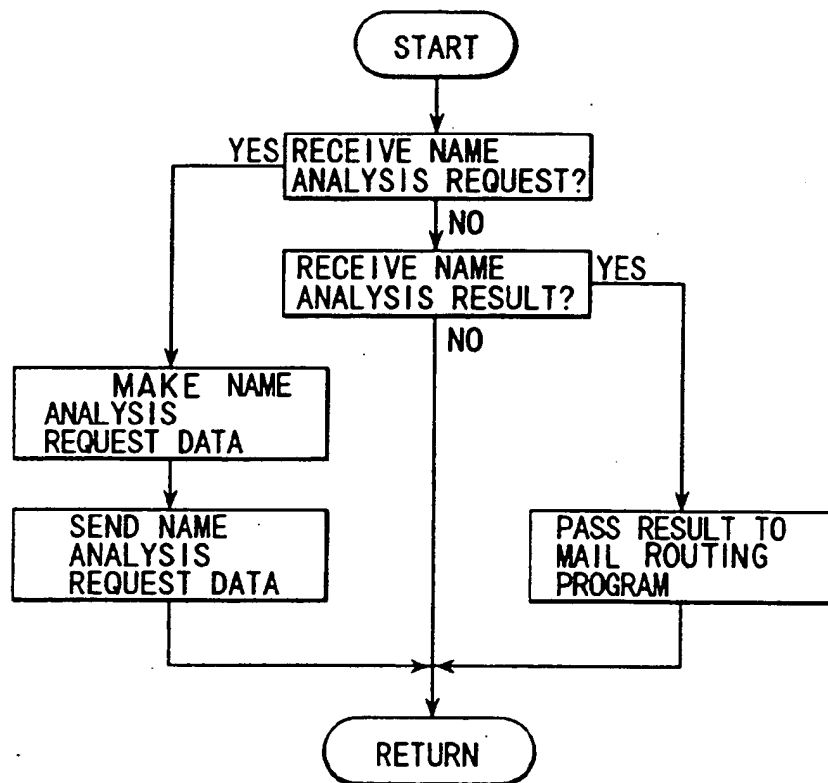 START
YES
RECEIVE NAME
ANALYSIS REQUEST?
NO
RECEIVE NAME
ANALYSIS RESULT?
YES
NO
MAKE NAME
ANALYSIS
REQUEST DATA
SEND NAME
ANALYSIS
REQUEST DATA
PASS RESULT TO
MAIL ROUTING
PROGRAM
RETURN